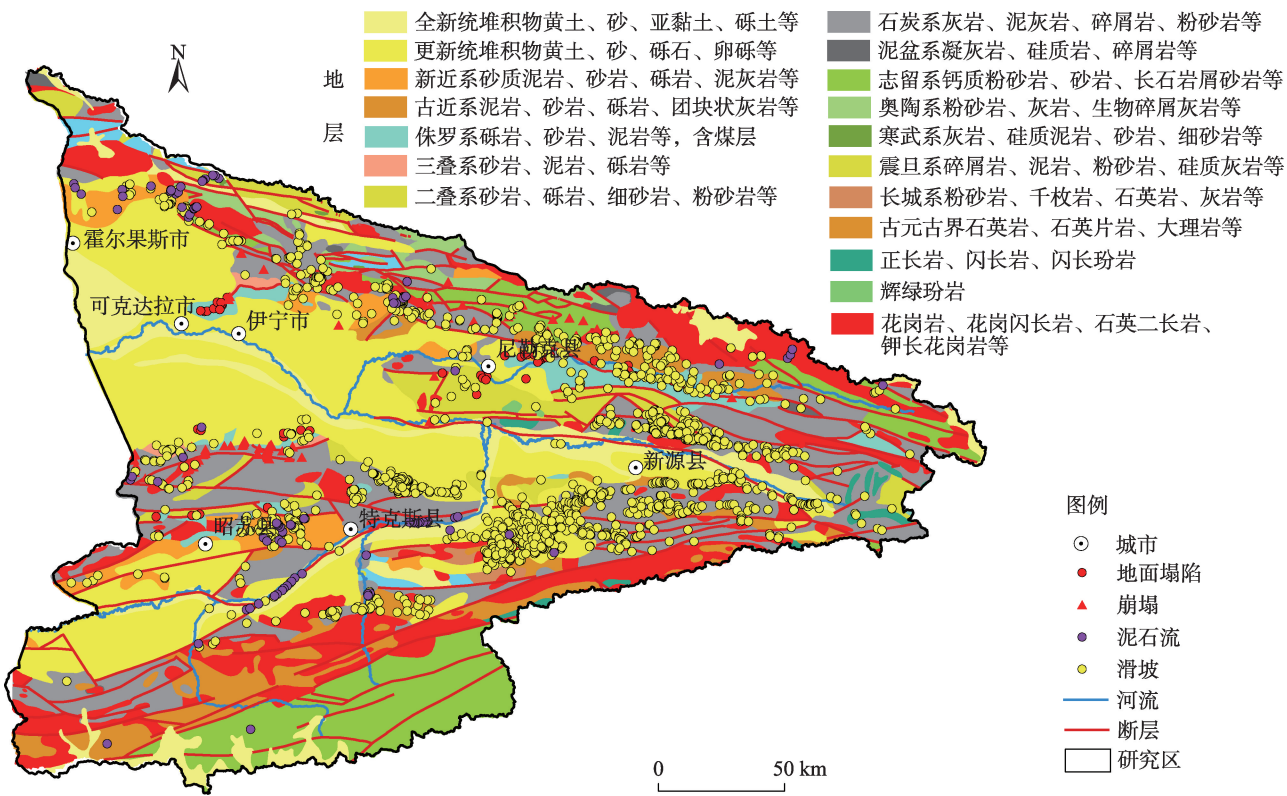 全新统堆积物黄土、砂、亚黏土、砾土等
更新统堆积物黄土、砂、砾石、卵砾等
新近系砂质泥岩、砂岩、砾岩、泥灰岩等
古近系泥岩、砂岩、砾岩、团块状灰岩等
侏罗系砾岩、砂岩、泥岩等，含煤层
三叠系砂岩、泥岩、砾岩等
二叠系砂岩、砾岩、细砂岩、粉砂岩等
地
层
石炭系灰岩、泥灰岩、碎屑岩、粉砂岩等
泥盆系凝灰岩、硅质岩、碎屑岩等
志留系钙质粉砂岩、砂岩、长石岩屑砂岩等
奥陶系粉砂岩、灰岩、生物碎屑灰岩等
寒武系灰岩、硅质泥岩、砂岩、细砂岩等
震旦系碎屑岩、泥岩、粉砂岩、硅质灰岩等
长城系粉砂岩、千枚岩、石英岩、灰岩等
古元古界石英岩、石英片岩、大理岩等
正长岩、闪长岩、闪长玢岩
辉绿玢岩
花岗岩、花岗闪长岩、石英二长岩、
钾长花岗岩等
N
霍尔果斯市
可克达拉市
伊宁市
尼勒克县
新源县
特克斯县
昭苏县
图例
城市
地面塌陷
崩塌
泥石流
滑坡
河流
断层
研究区
0 50 km